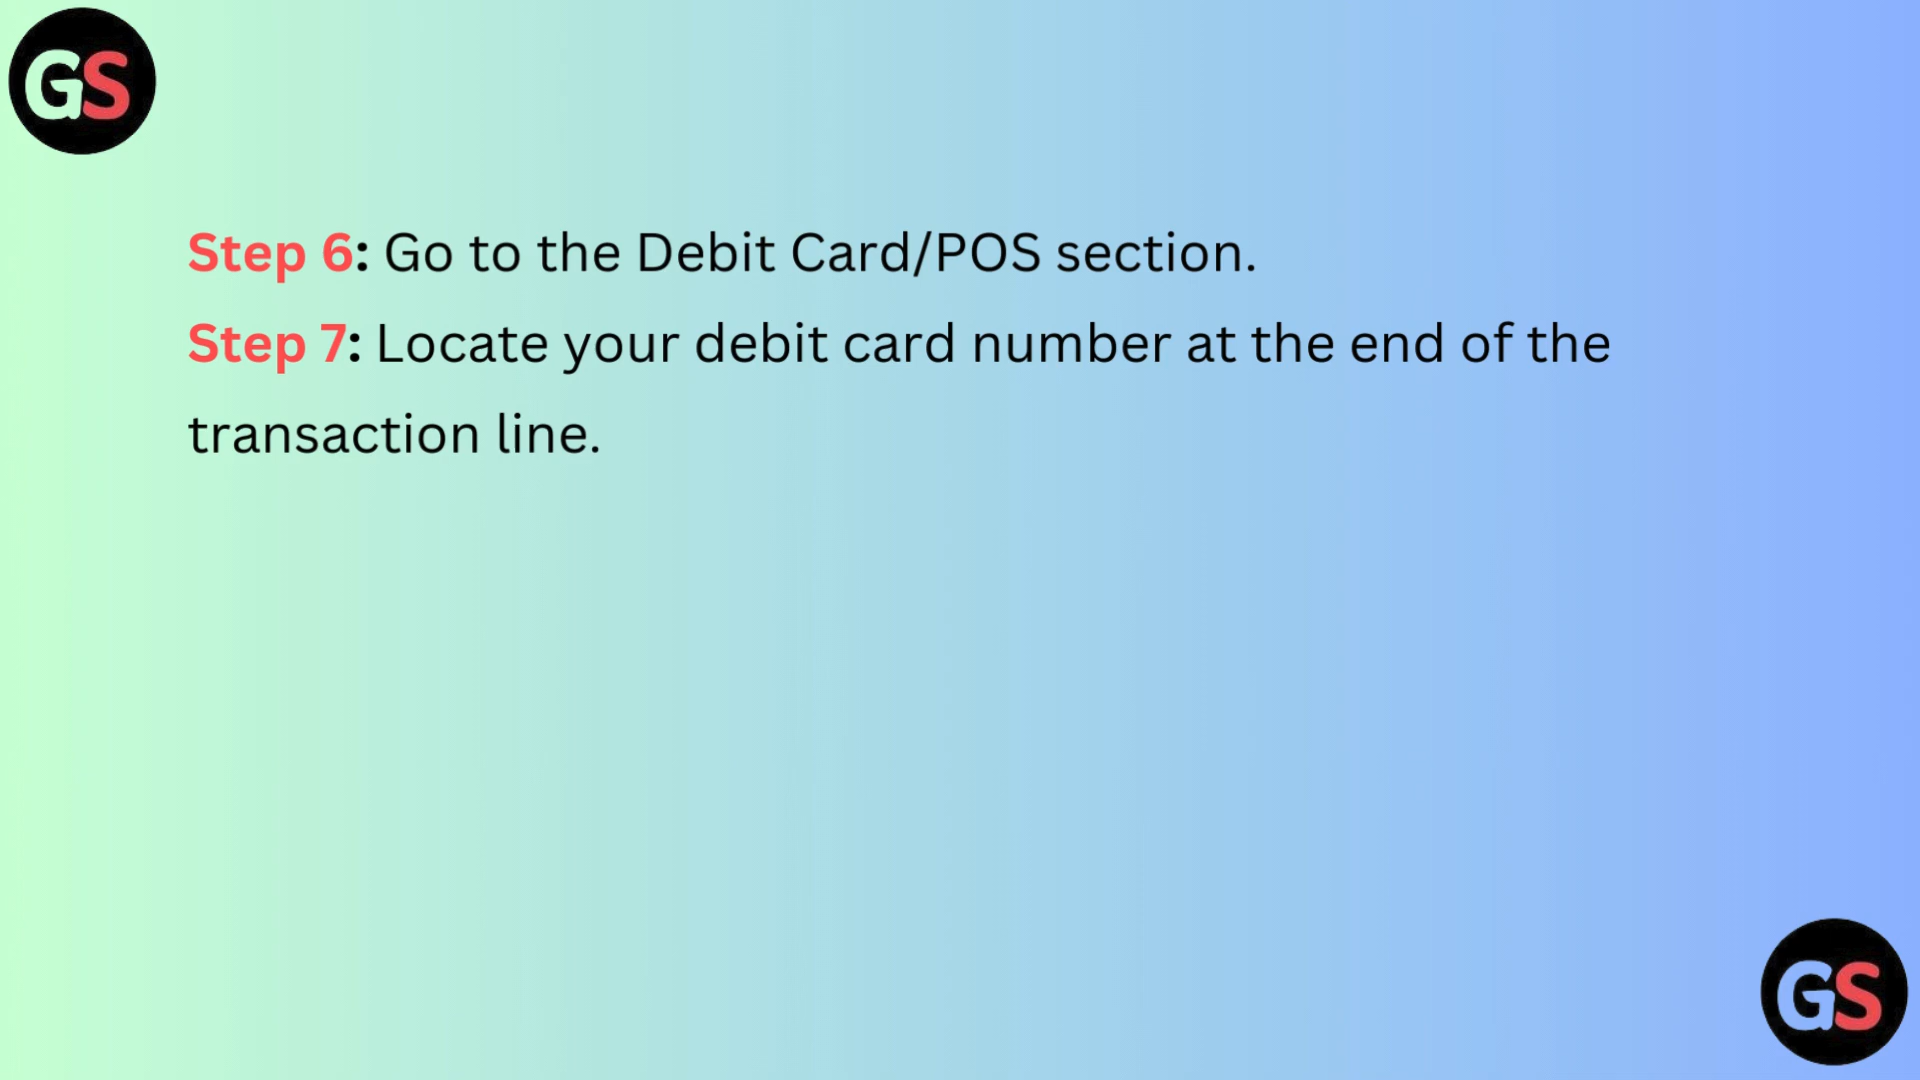 GS
Step 6: Go to the Debit Card/POS section.
Step 7: Locate your debit card number at the end of the
transaction line.
GS